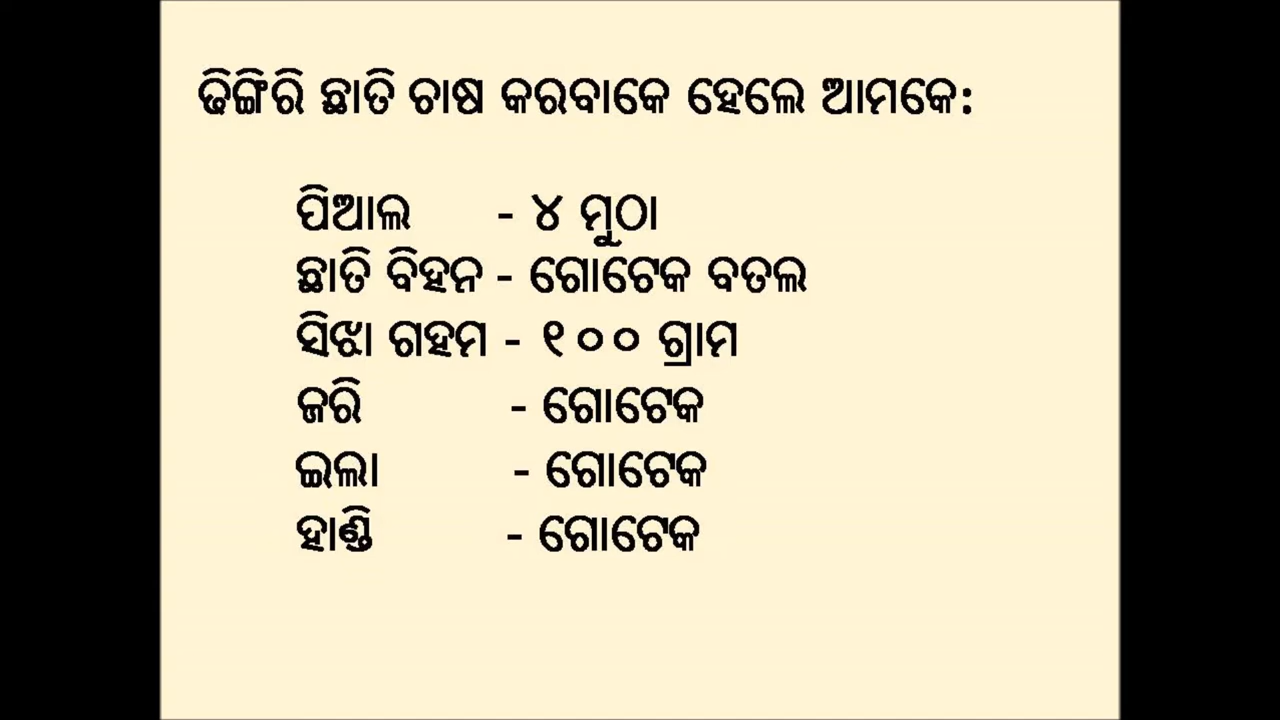 ଢିଙ୍ଗିରି ଛାତି ଚାଷ କରବାକେ ହେଲେ ଆମକେ:
ପିଆଲ - ୪ ମୁଠା
ଛାତି ବିହନ - ଗୋଟେକ ବତଲ
ସିଝା ଗହମ - ୧୦୦ ଗ୍ରାମ
ଜରି - ଗୋଟେକ
ଇଲା - ଗୋଟେକ
ହାଣ୍ଡି - ଗୋଟେକ